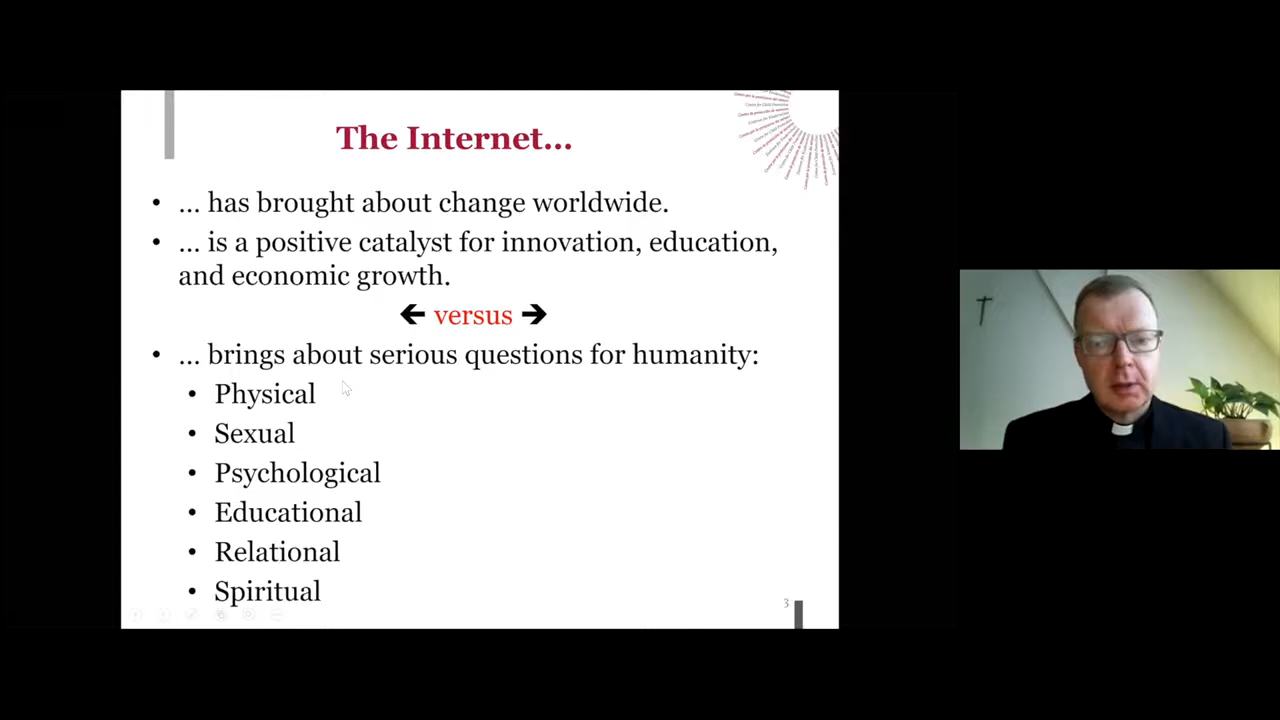 The Internet...
• ... has brought about change worldwide.
• ... is a positive catalyst for innovation, education,
and economic growth.
🡸 versus 🡺
• ... brings about serious questions for humanity:
• Physical
• Sexual
• Psychological
• Educational
• Relational
• Spiritual
3